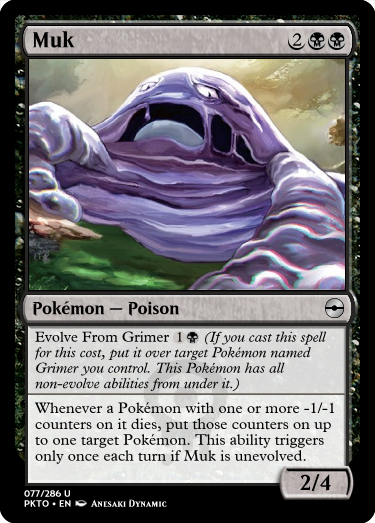 Muk 2
Pokémon — Poison
Evolve From Grimer 1 (If you cast this spell
for this cost, put it over target Pokémon named
Grimer you control. This Pokémon has all
non-evolve abilities from under it.)
Whenever a Pokémon with one or more -1/-1
counters on it dies, put those counters on up
to one target Pokémon. This ability triggers
only once each turn if Muk is unevolved.
2/4
077/286 U
PKTO • EN Anesaki Dynamic